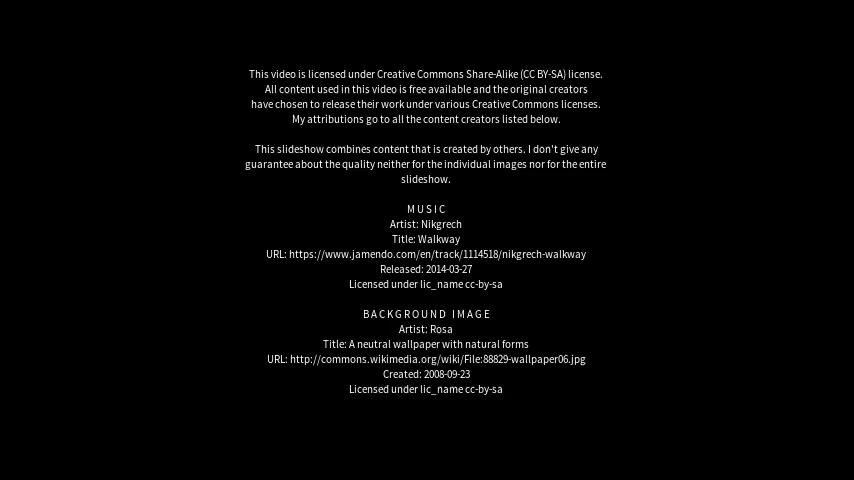 This video is licensed under Creative Commons Share-Alike (CC BY-SA) license.
All content used in this video is free available and the original creators
have chosen to release their work under various Creative Commons licenses.
My attributions go to all the content creators listed below.
This slideshow combines content that is created by others. I don't give any
guarantee about the quality neither for the individual images nor for the entire
slideshow.
MUSIC
Artist: Nikgrech
Title: Walkway
URL: https://www.jamendo.com/en/track/1114518/nikgrech-walkway
Released: 2014-03-27
Licensed under lic_name cc-by-sa
BACKGROUND IMAGE
Artist: Rosa
Title: A neutral wallpaper with natural forms
URL: http://commons.wikimedia.org/wiki/File:88829-wallpaper06.jpg
Created: 2008-09-23
Licensed under lic_name cc-by-sa